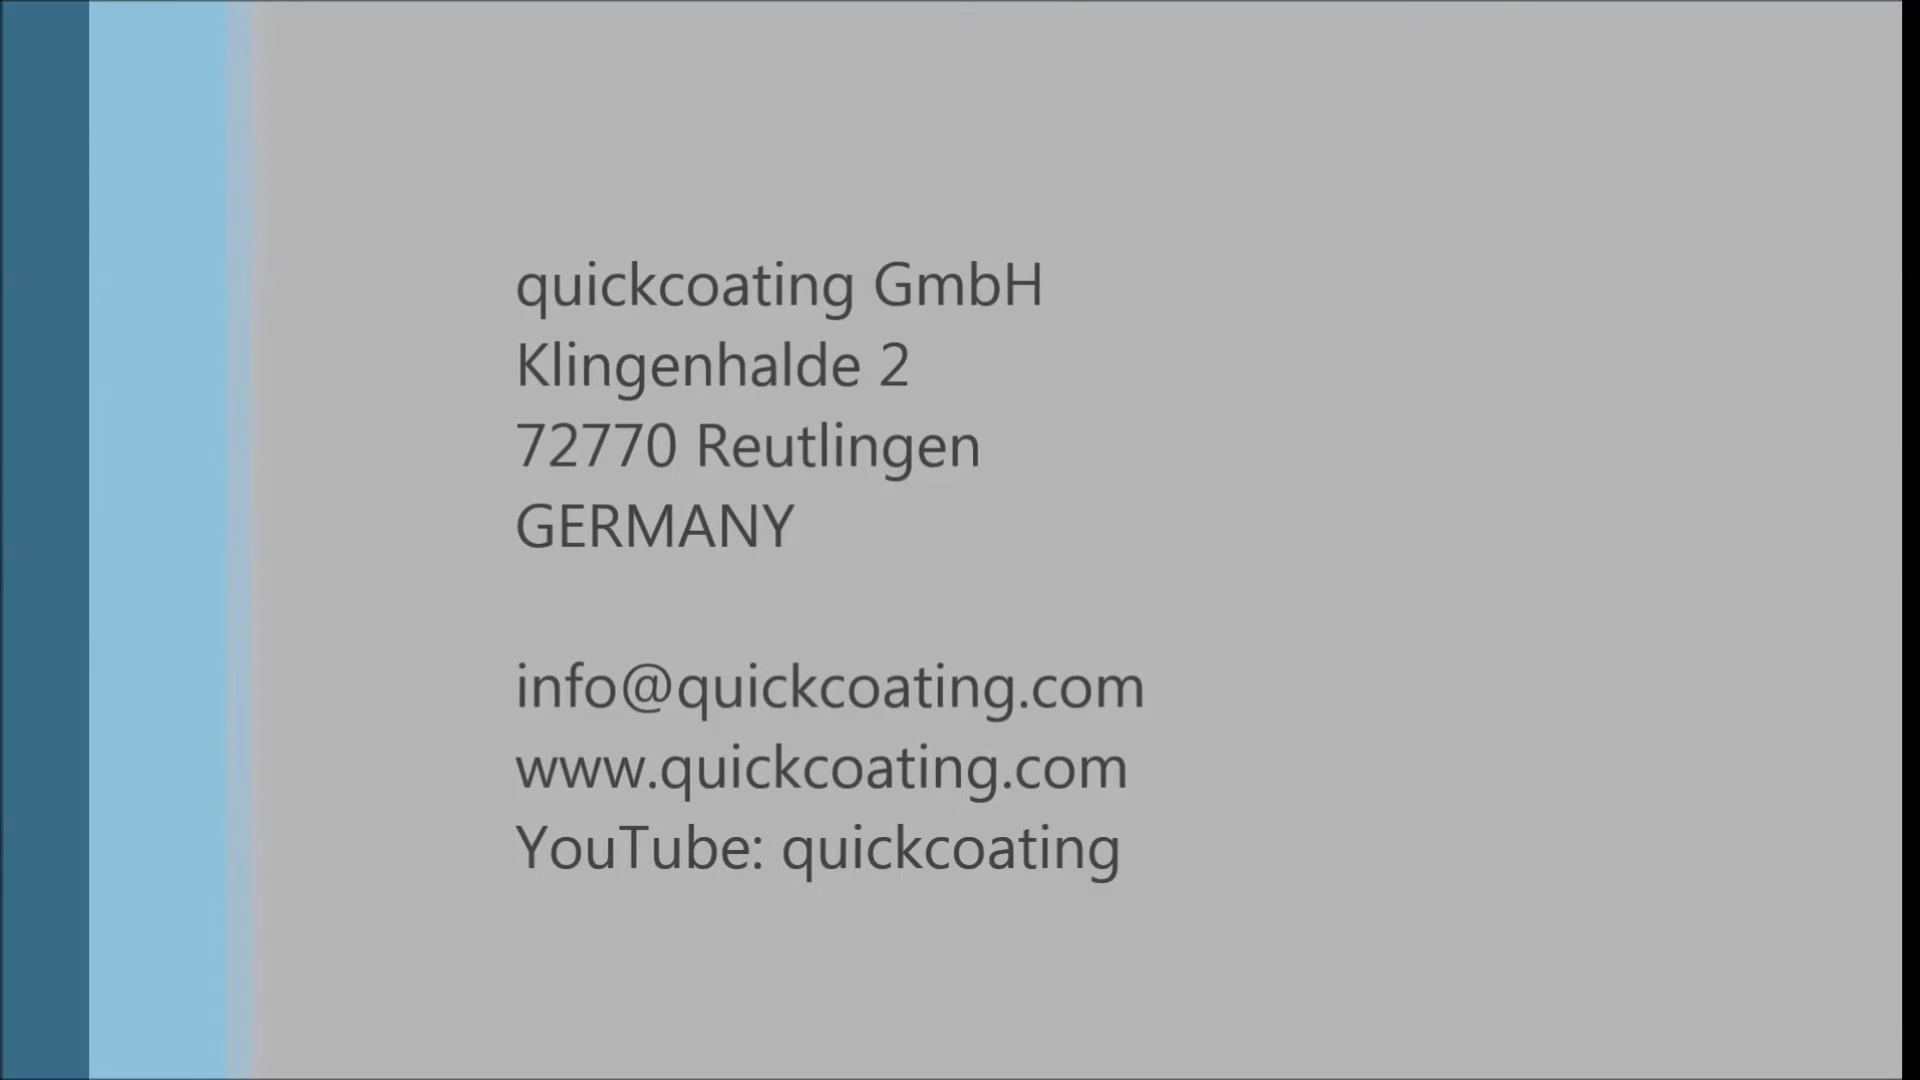 quickcoating GmbH
Klingenhalde 2
72770 Reutlingen
GERMANY
info@quickcoating.com
www.quickcoating.com
YouTube: quickcoating